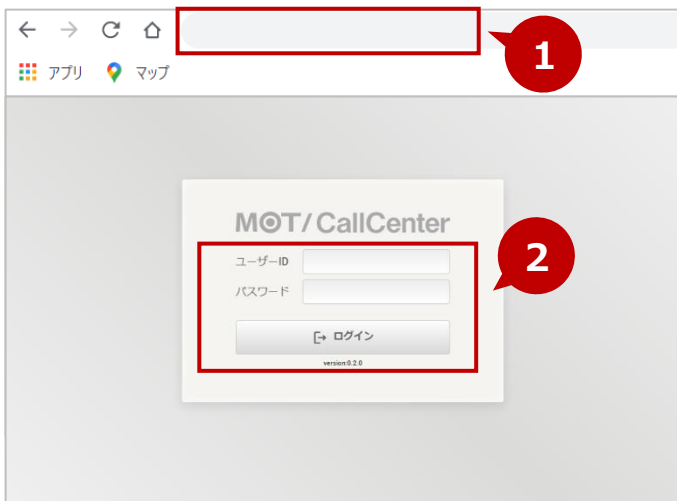 1
アプリ マップ
MOT/CallCenter
2
ユーザーID
パスワード
ログイン
version:0.2.0